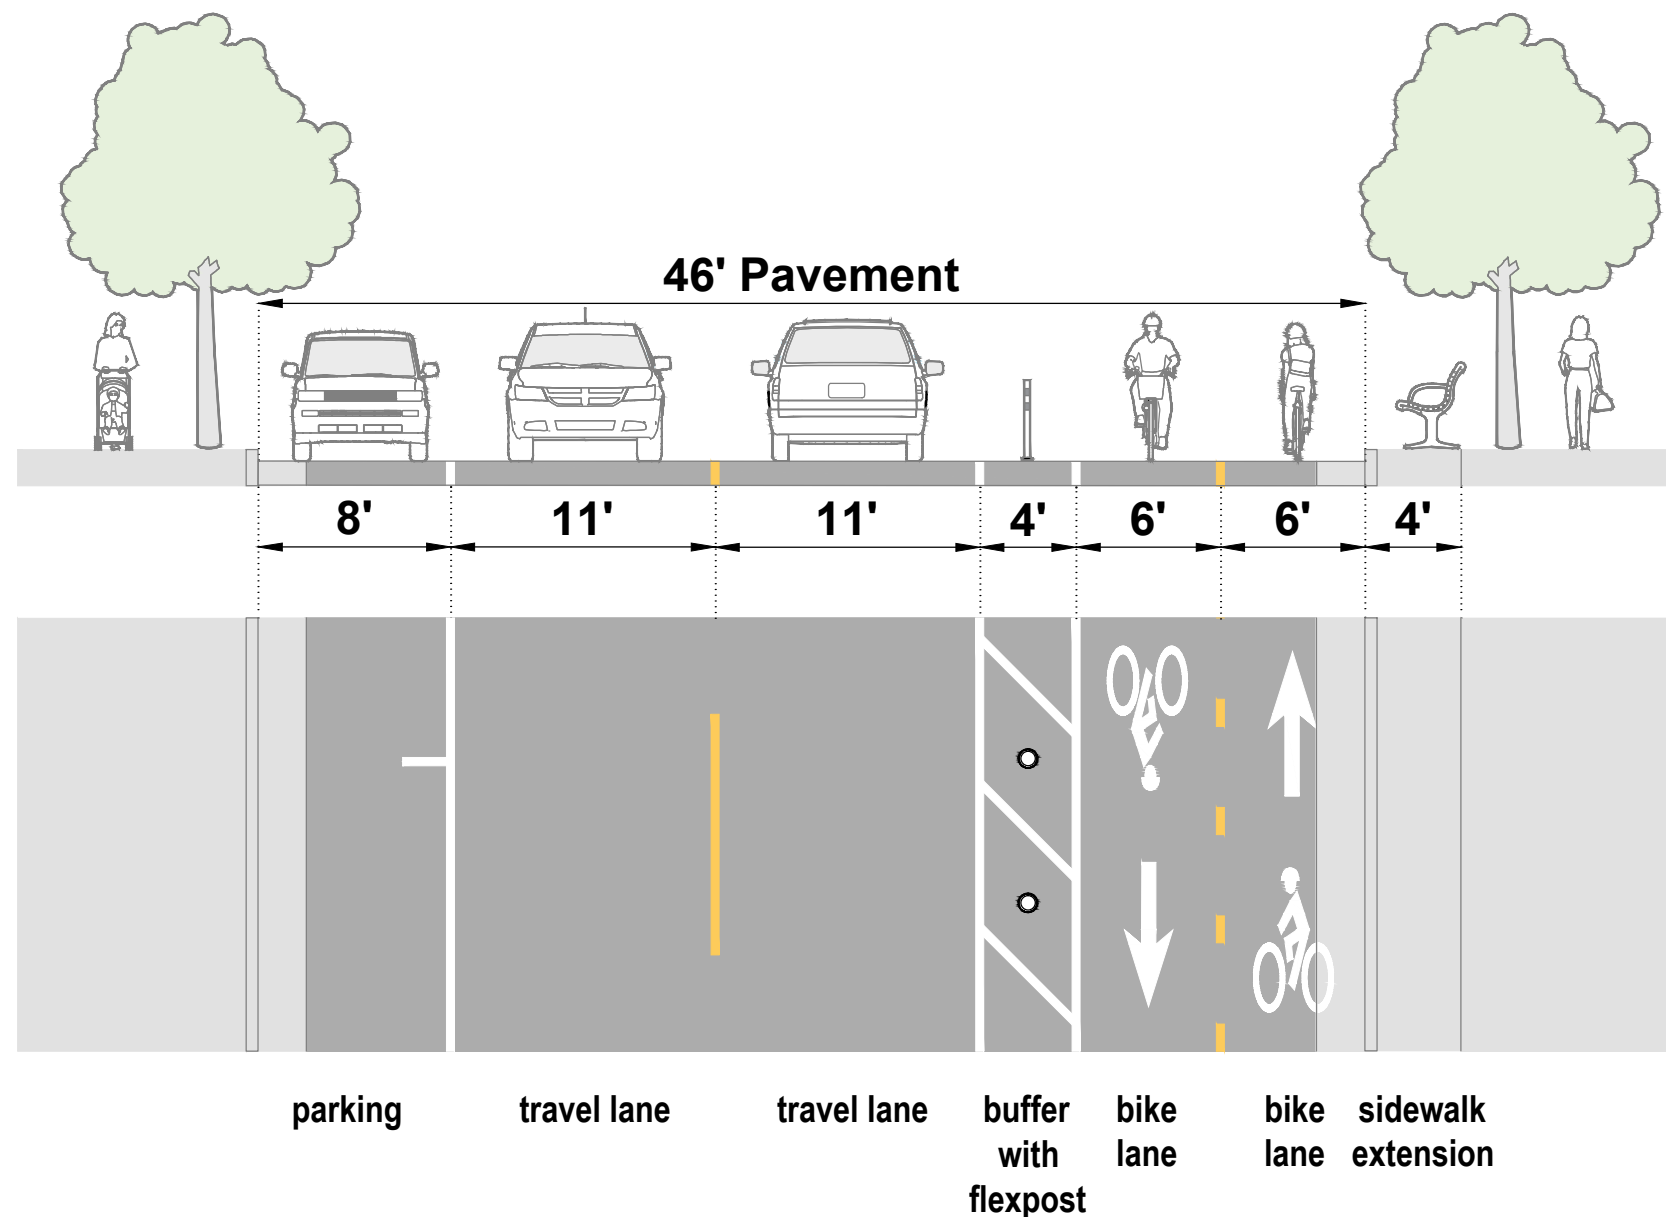 46' Pavement
8'
11'
11'
4'
6'
6'
4'
parking
travel lane
travel lane
buffer
with
flexpost
bike
lane
bike
lane
sidewalk
extension